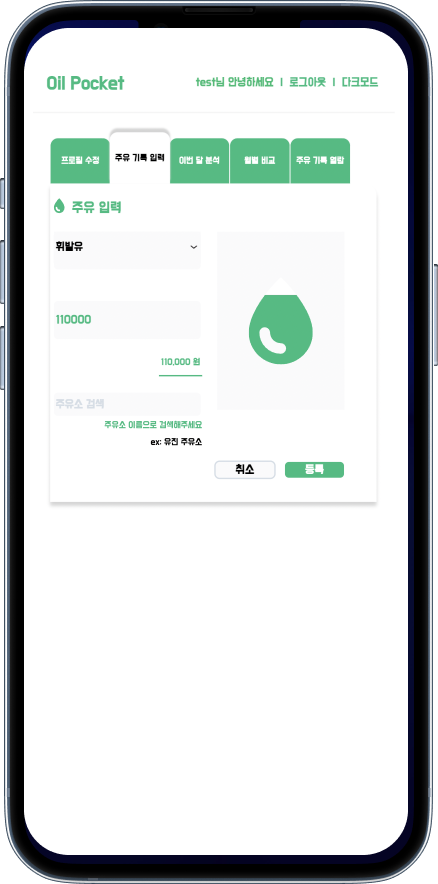 Oil Pocket
test님 안녕하세요 | 로그아웃 | 다크모드
프로필 수정 주유 기록 입력 이번 달 분석 월별 비교 주유 기록 열람
주유 입력
휘발유
110000
110,000 원
주유소 검색
주유소 이름으로 검색해주세요
ex: 유진 주유소
취소 등록